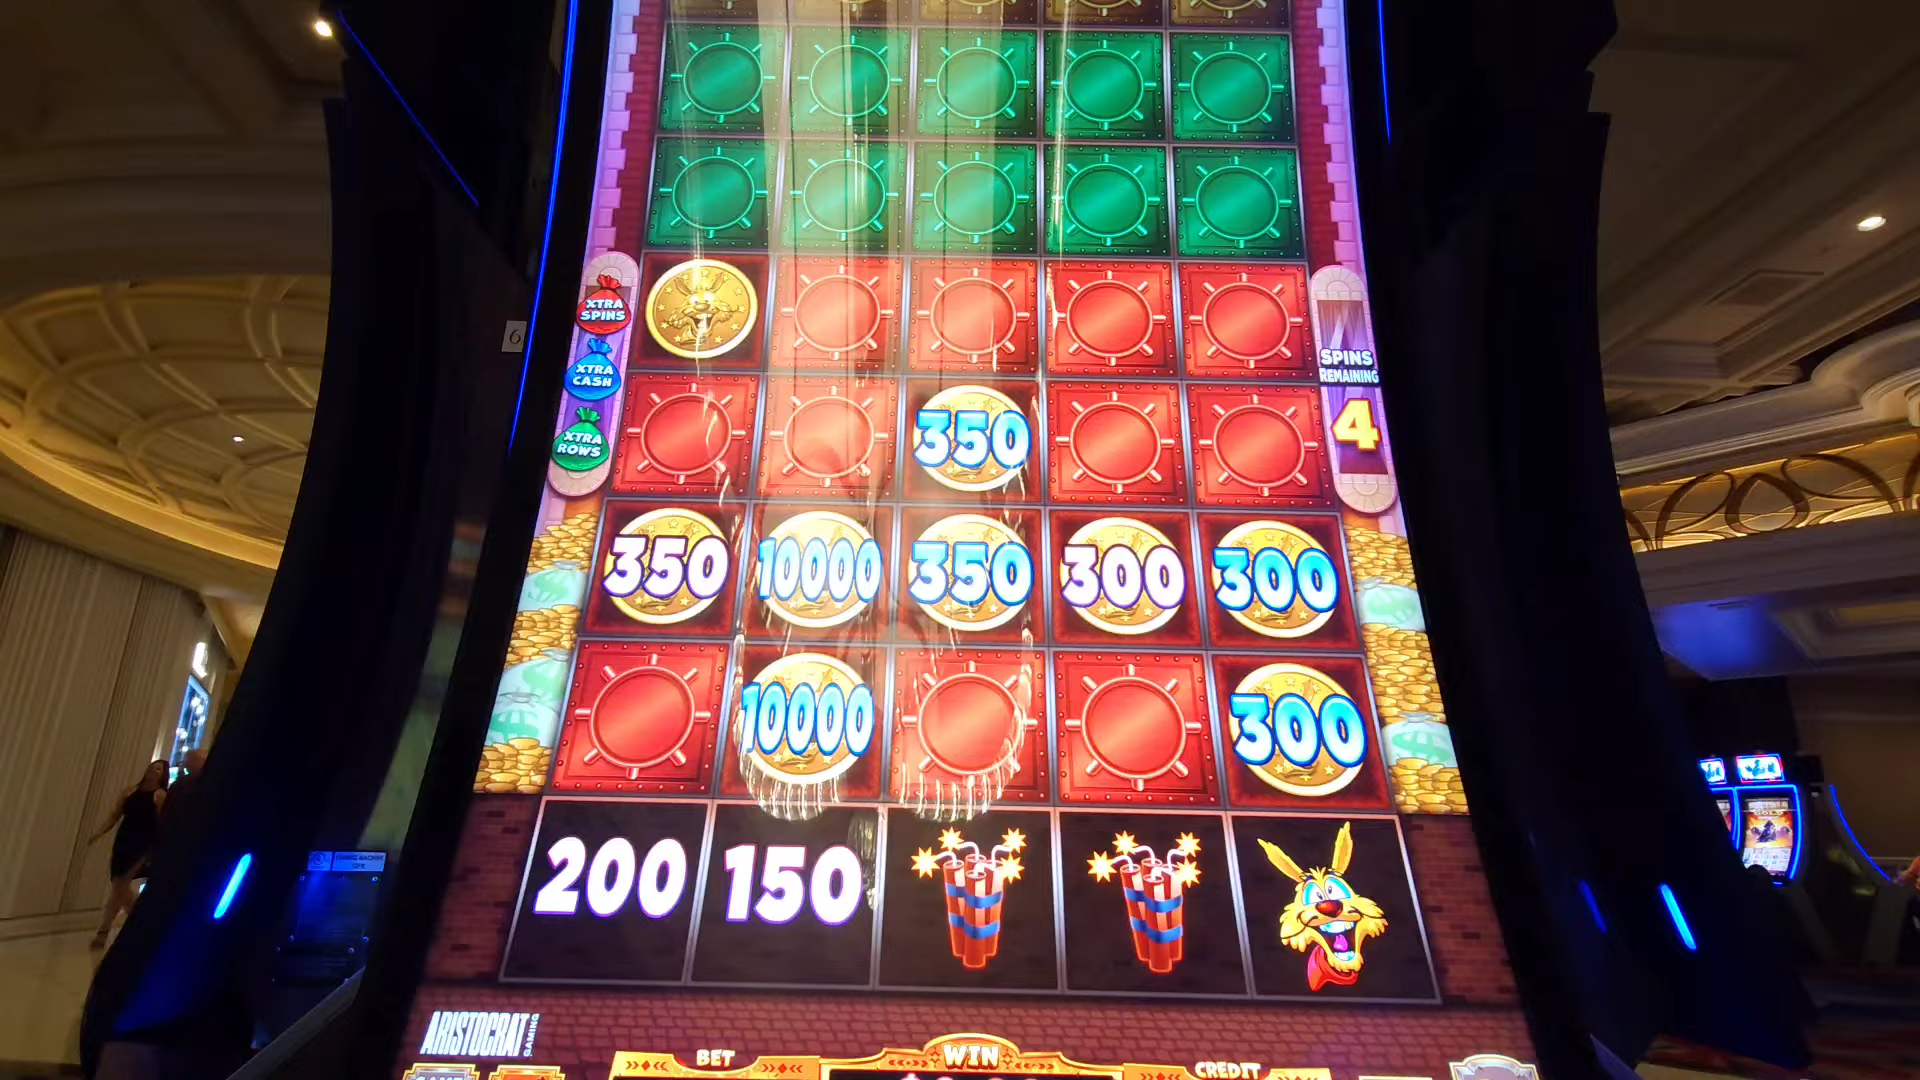 XTRA
SPINS
XTRA
CASH
XTRA
ROWS
6
SPINS
REMAINING
4
350
350 10000 350 300 300
10000 300
200 150
ARISTOCRAT
GAMING
BET
WIN
CREDIT